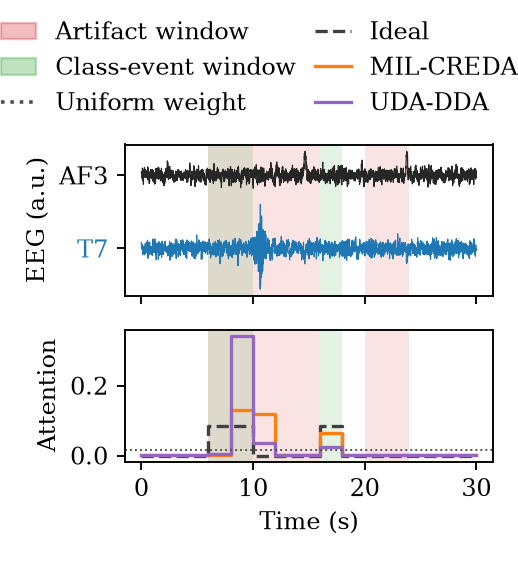 Artifact window
Class-event window
Uniform weight
Ideal
MIL-CREDA
UDA-DDA
EEG (a.u.)
AF3
T7
Attention
0.2
0.0
0 10 20 30
Time (s)